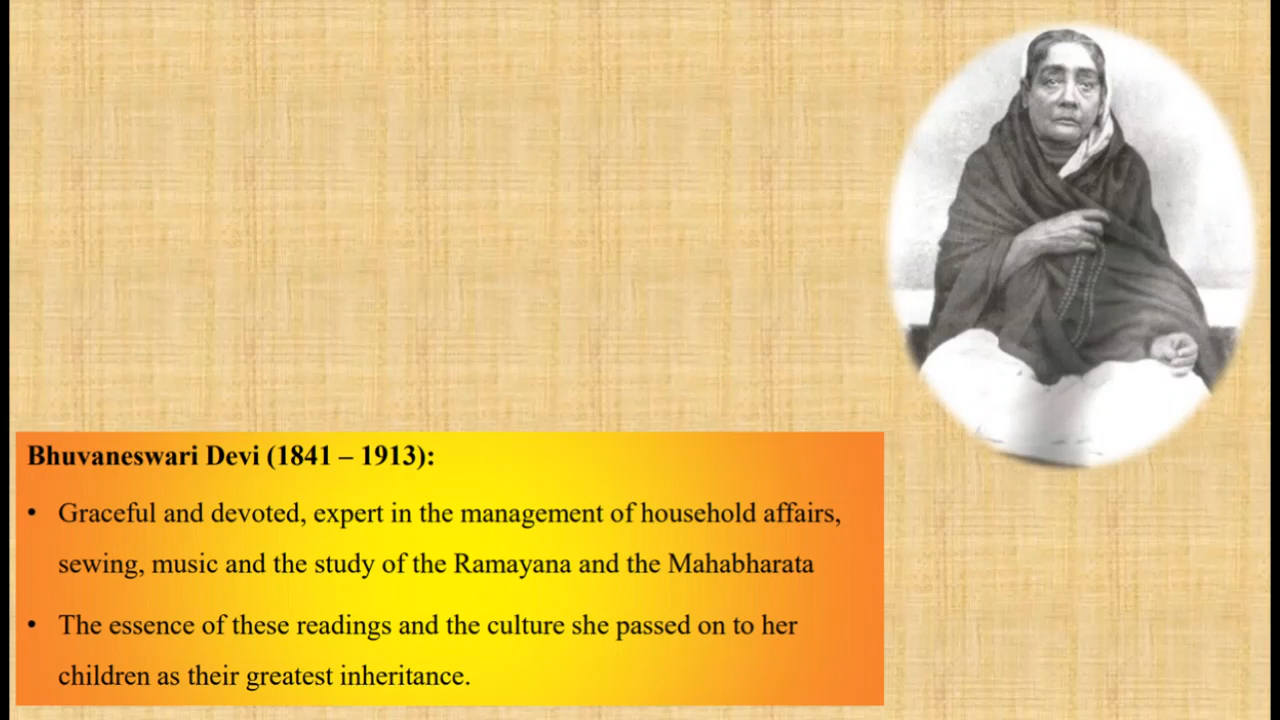 Bhuvaneswari Devi (1841 – 1913):
• Graceful and devoted, expert in the management of household affairs,
sewing, music and the study of the Ramayana and the Mahabharata
• The essence of these readings and the culture she passed on to her
children as their greatest inheritance.